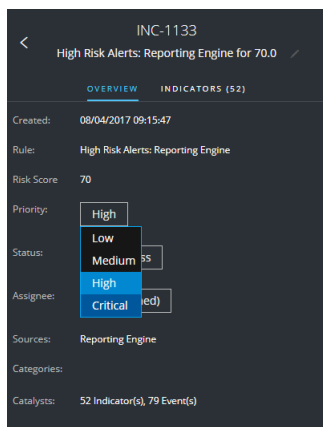 INC-1133
High Risk Alerts: Reporting Engine for 70.0
OVERVIEW INDICATORS (52)
Created: 08/04/2017 09:15:47
Rule: High Risk Alerts: Reporting Engine
Risk Score 70
Priority: High
Low
Status: Medium ss
High
Assignee: Critical ned)
Sources: Reporting Engine
Categories:
Catalysts: 52 Indicator(s), 79 Event(s)